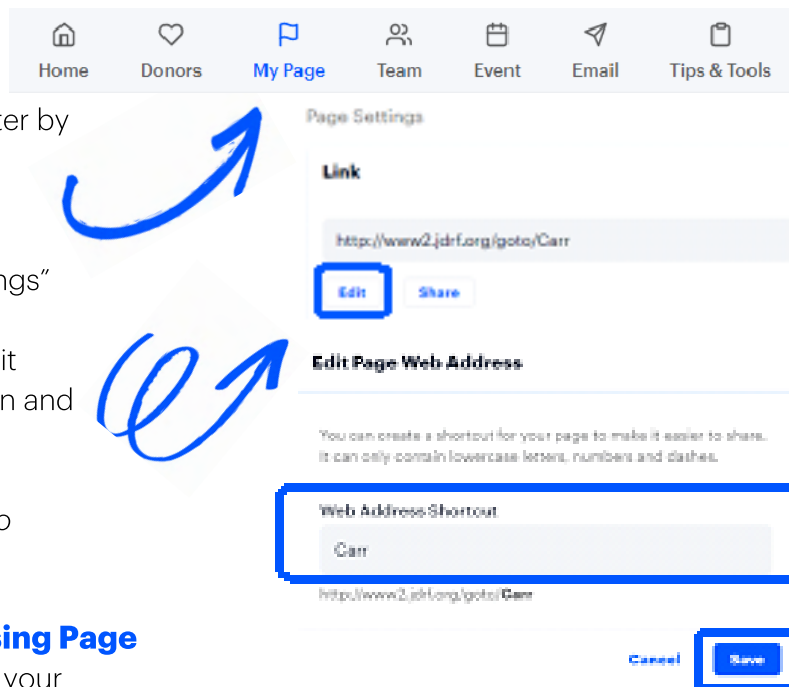 Home Donors My Page Team Event Email Tips & Tools
ter by
ngs”
it
n and
o
sing Page
your
Page Settings
Link
http://www2.jdrf.org/goto/Carr
Edit Share
Edit Page Web Address
You can create a shortcut for your page to make it easier to share.
It can only contain lowercase letters, numbers and dashes.
Web Address Shortcut
Carr
http://www2.jdrf.org/goto/Carr
Cancel Save